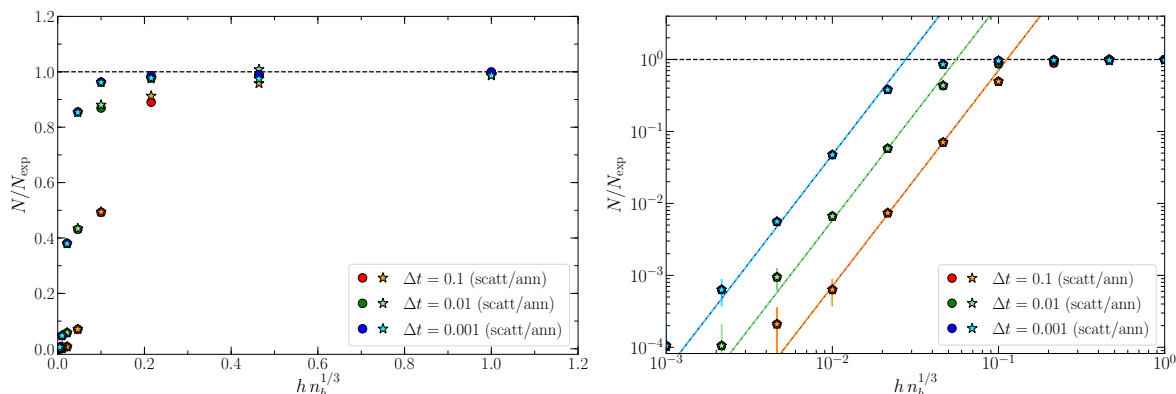 1.2
1.0
0.8
0.6
0.4
0.2
0.0
N/N_exp
0.0 0.2 0.4 0.6 0.8 1.0 1.2
h n_b^{1/3}
Δt = 0.1 (scatt/ann)
Δt = 0.01 (scatt/ann)
Δt = 0.001 (scatt/ann)
10^0
10^{-1}
10^{-2}
10^{-3}
10^{-4}
N/N_exp
10^{-3} 10^{-2} 10^{-1} 10^0
h n_b^{1/3}
Δt = 0.1 (scatt/ann)
Δt = 0.01 (scatt/ann)
Δt = 0.001 (scatt/ann)